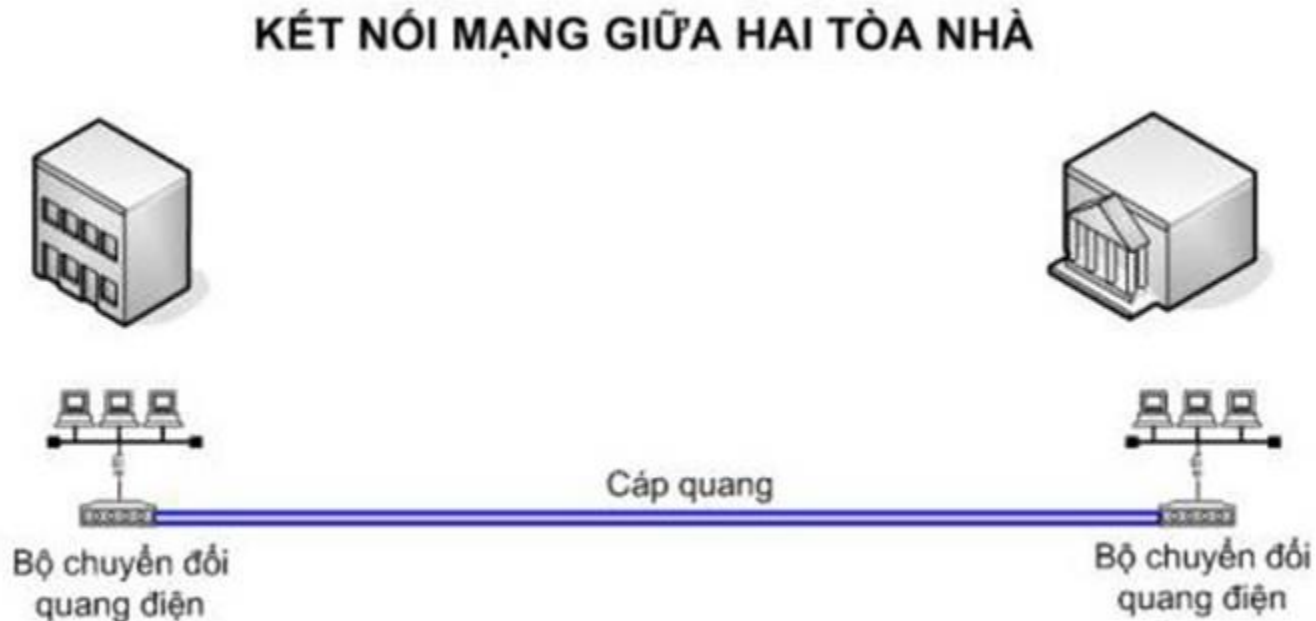 KẾT NỐI MẠNG GIỮA HAI TÒA NHÀ
Cáp quang
Bộ chuyển đổi
quang điện
Bộ chuyển đổi
quang điện